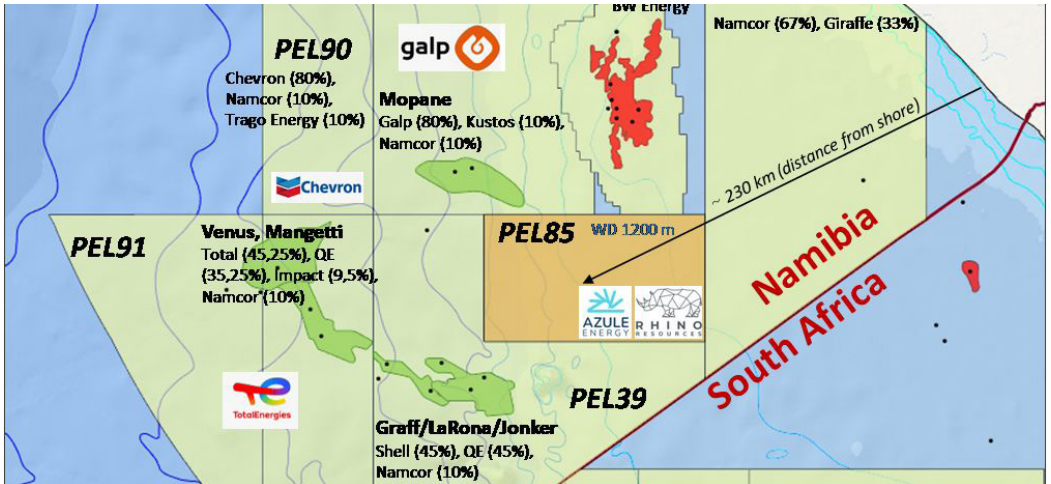 BW Energy
Namcor (67%), Giraffe (33%)
PEL90
Chevron (80%),
Namcor (10%),
Trago Energy (10%)
galp
Mopane
Galp (80%), Kustos (10%),
Namcor (10%)
Chevron
~ 230 km (distance from shore)
PEL91
Venus, Mangetti
Total (45,25%), QE
(35,25%), Impact (9,5%),
Namcor (10%)
PEL85
WD 1200 m
AZULE
ENERGY
RHINO
RESOURCES
Namibia
South Africa
TotalEnergies
PEL39
Graff/LaRona/Jonker
Shell (45%), QE (45%),
Namcor (10%)